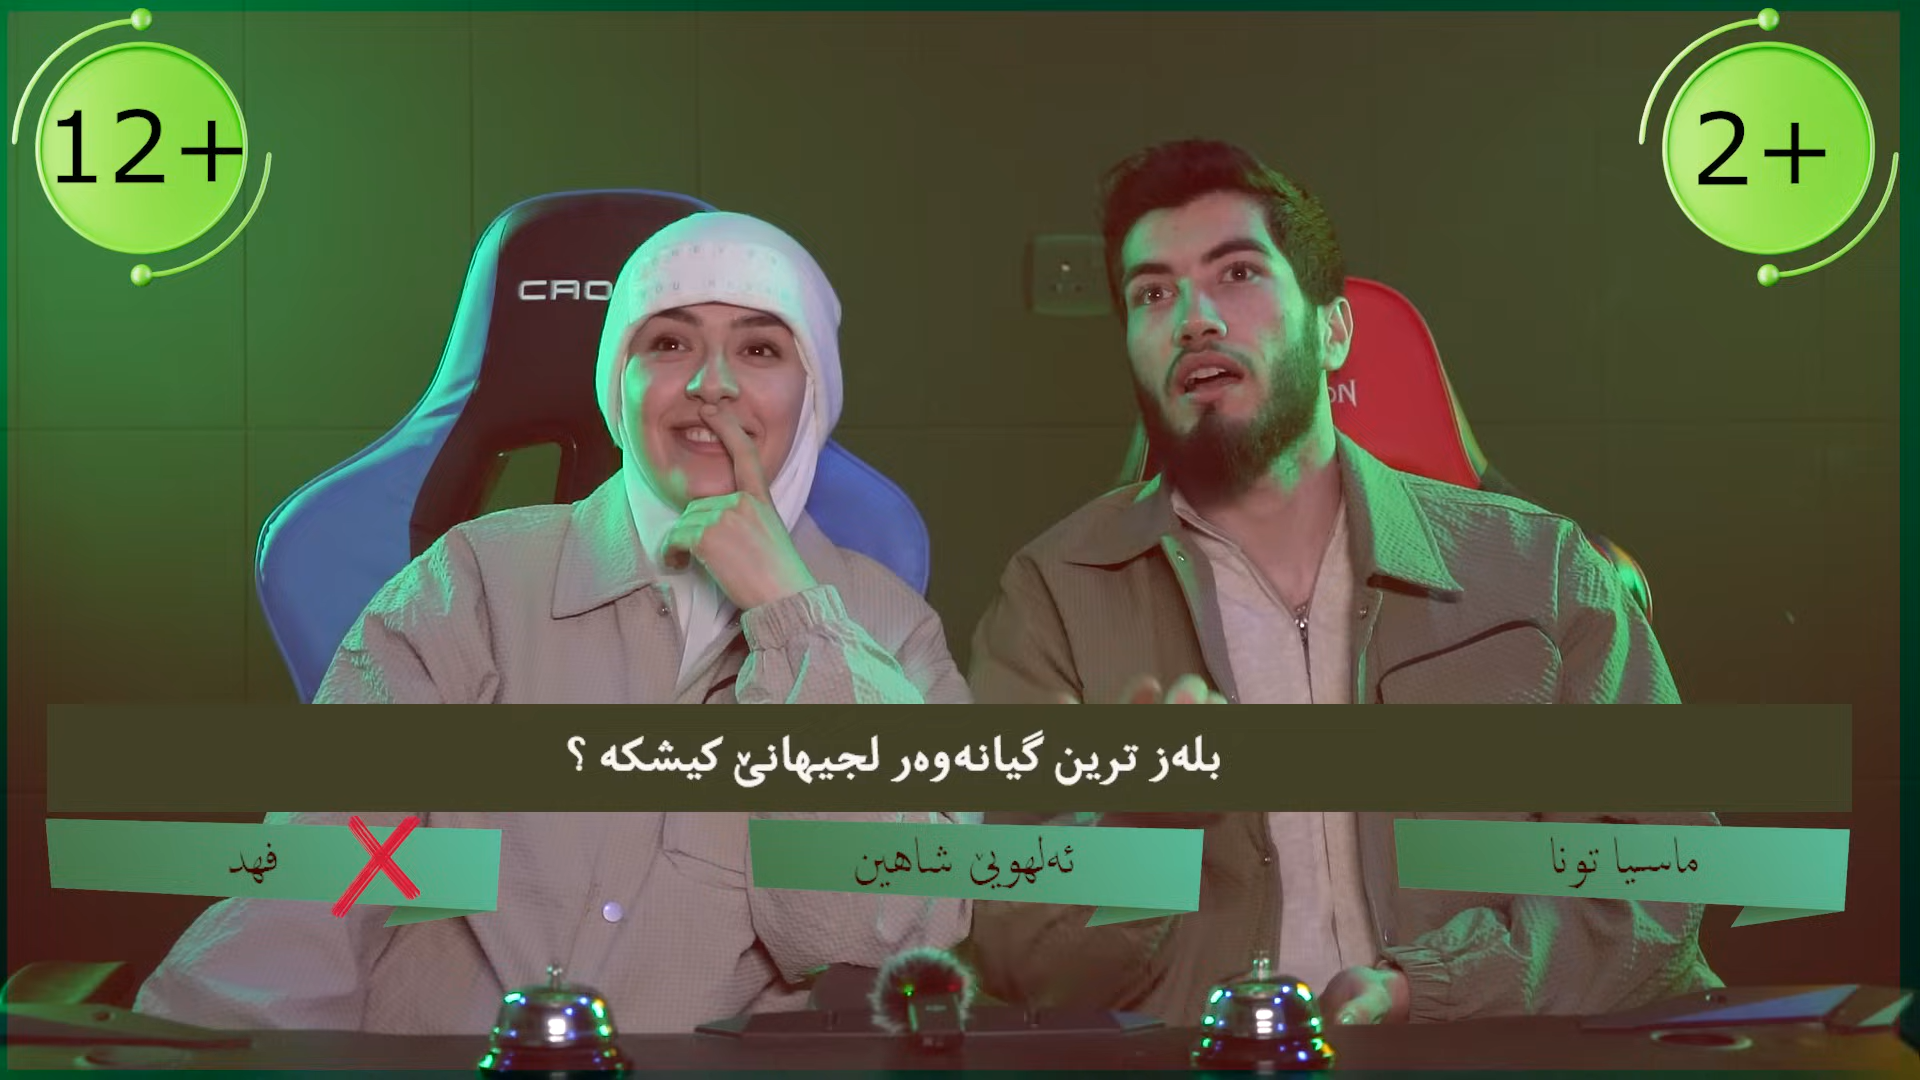 12+
2+
CRO
ON
بلەز ترین گیانەوەر لجیهانێ کیشکە ؟
ماسیا تونا
ئەلهویێ شاهین
فهد